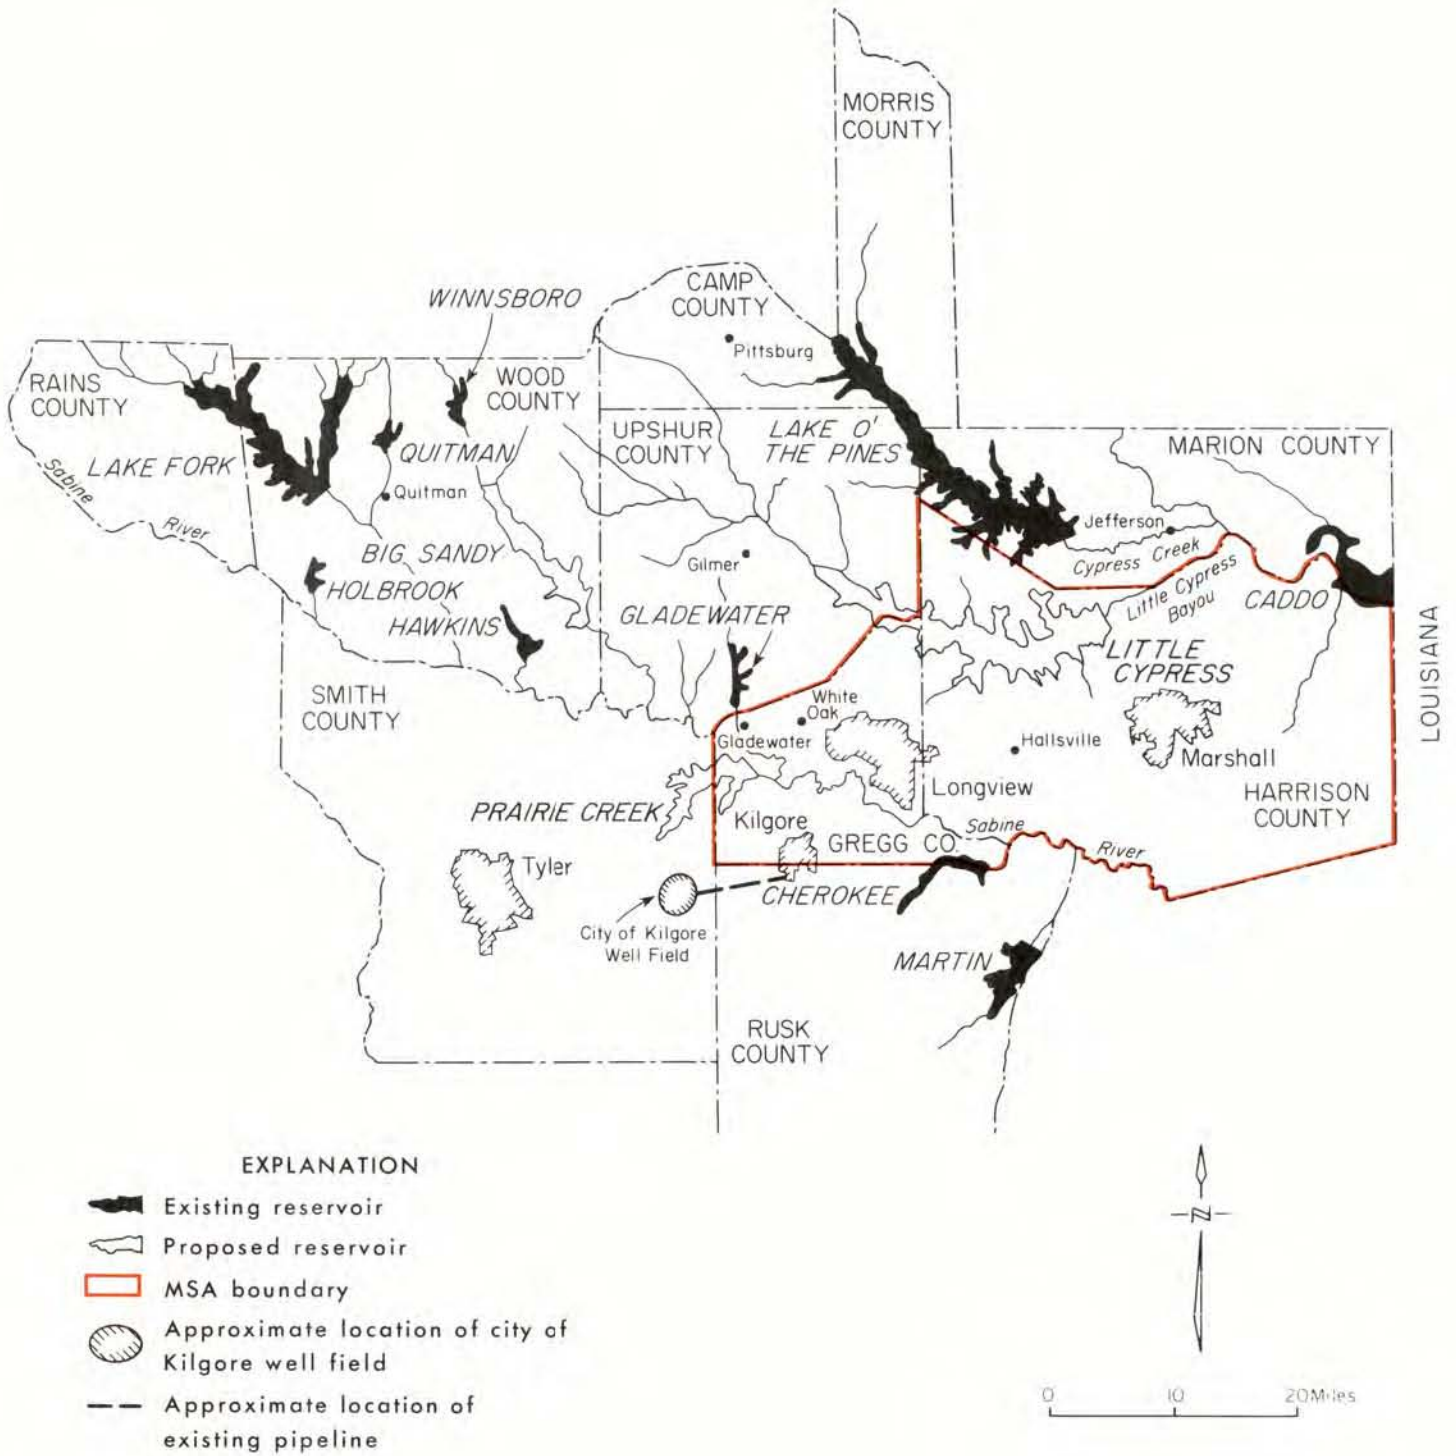 MORRIS
COUNTY
CAMP
COUNTY
WINNSBORO
Pittsburg
RAINS
COUNTY
WOOD
COUNTY
UPSHUR
COUNTY
LAKE O'
THE PINES
MARION COUNTY
LAKE FORK
QUITMAN
Quitman
Sabine
River
Jefferson
Cypress Creek
BIG SANDY
Gilmer
HOLBROOK
Little Cypress
Bayou
CADDO
HAWKINS
GLADEWATER
LITTLE
CYPRESS
LOUISIANA
SMITH
COUNTY
White
Oak
Gladewater
Hallsville
Marshall
Longview
HARRISON
COUNTY
PRAIRIE CREEK
Kilgore
GREGG CO.
Sabine
River
Tyler
CHEROKEE
City of Kilgore
Well Field
MARTIN
RUSK
COUNTY
EXPLANATION
Existing reservoir
Proposed reservoir
MSA boundary
Approximate location of city of
Kilgore well field
Approximate location of
existing pipeline
N
0 10 20 Miles